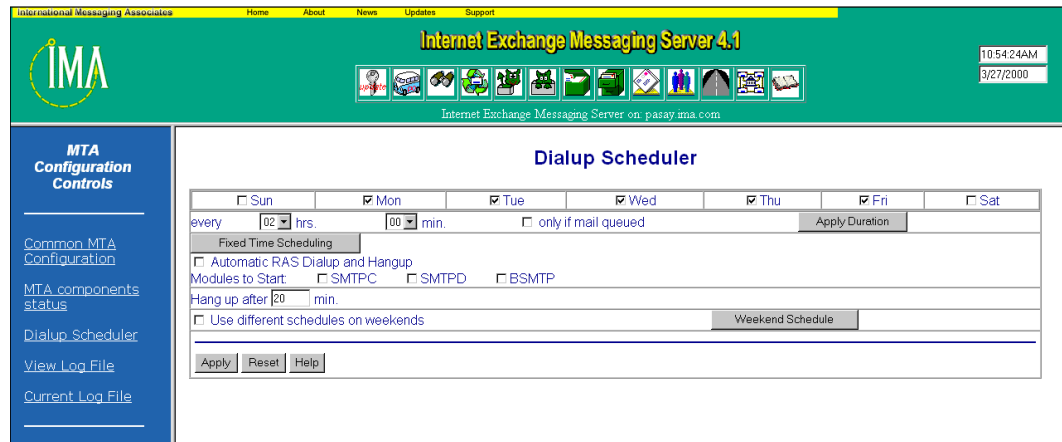 International Messaging Associates Home About News Updates Support
IMA
Internet Exchange Messaging Server 4.1
update
10:54:24AM
3/27/2000
Internet Exchange Messaging Server on: pasay.ima.com
MTA
Configuration
Controls
Common MTA
Configuration
MTA components
status
Dialup Scheduler
View Log File
Current Log File
Dialup Scheduler
Sun Mon Tue Wed Thu Fri Sat
every 02 hrs. 00 min. only if mail queued Apply Duration
Fixed Time Scheduling
Automatic RAS Dialup and Hangup
Modules to Start: SMTPC SMTPD BSMTP
Hang up after 20 min.
Use different schedules on weekends Weekend Schedule
Apply Reset Help